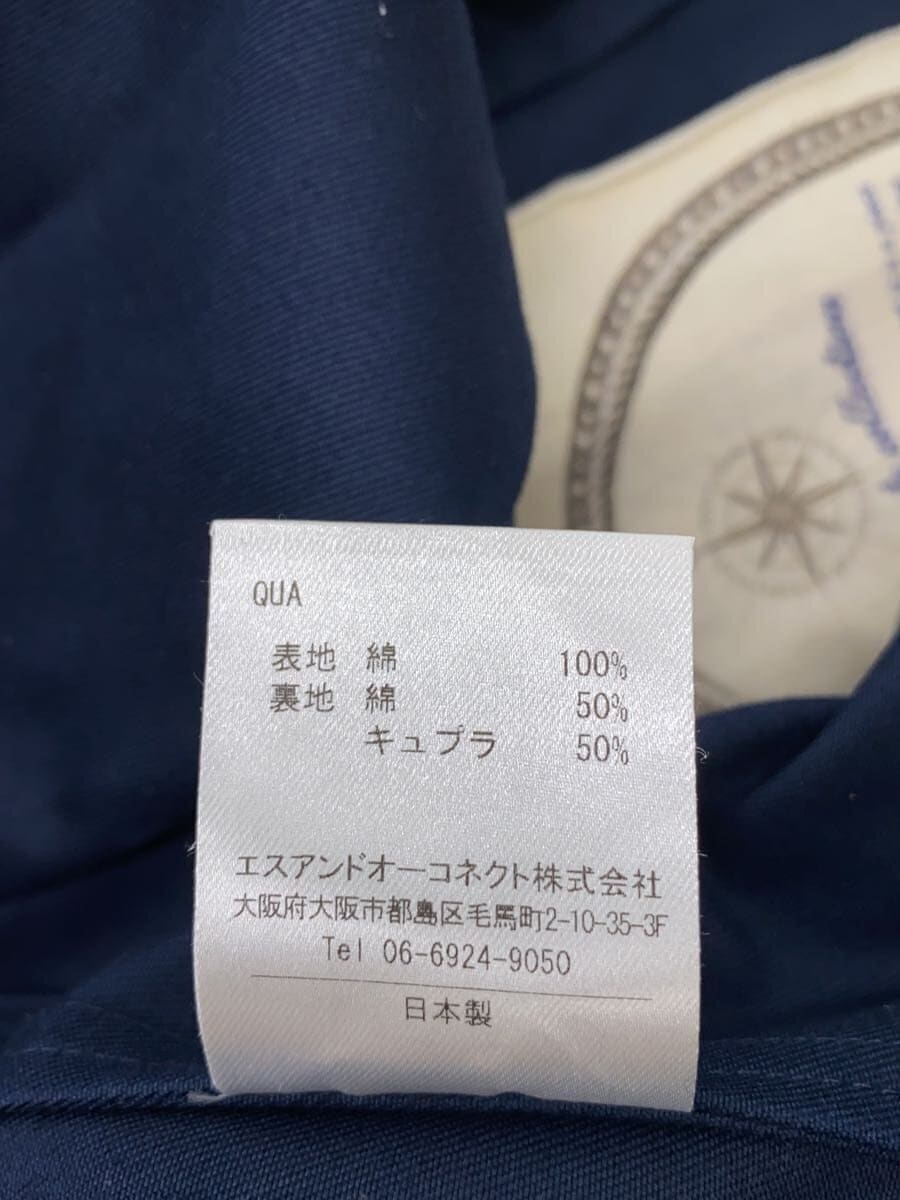 QUA
表地 綿 100%
裏地 綿 50%
キュプラ 50%
エスアンドオーコネクト株式会社
大阪府大阪市都島区毛馬町2-10-35-3F
Tel 06-6924-9050
日本製